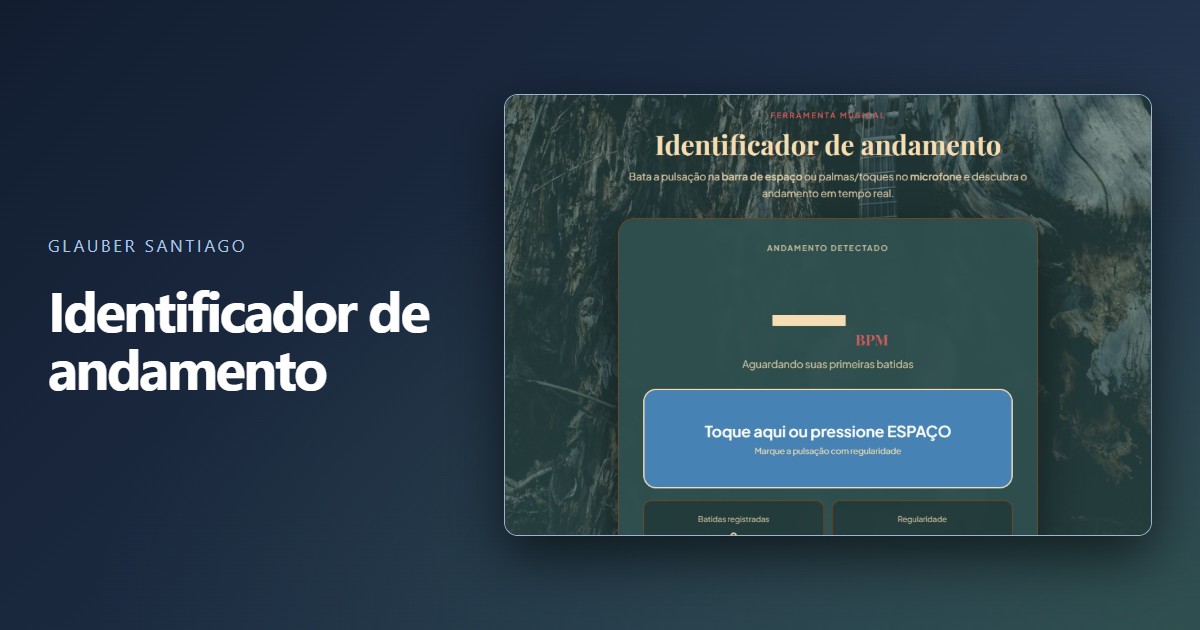 GLAUBER SANTIAGO
Identificador de
andamento
FERRAMENTA MUSICAL
Identificador de andamento
Bata a pulsação na barra de espaço ou palmas/toques no microfone e descubra o
andamento em tempo real.
ANDAMENTO DETECTADO
BPM
Aguardando suas primeiras batidas
Toque aqui ou pressione ESPAÇO
Marque a pulsação com regularidade
Batidas registradas
Regularidade